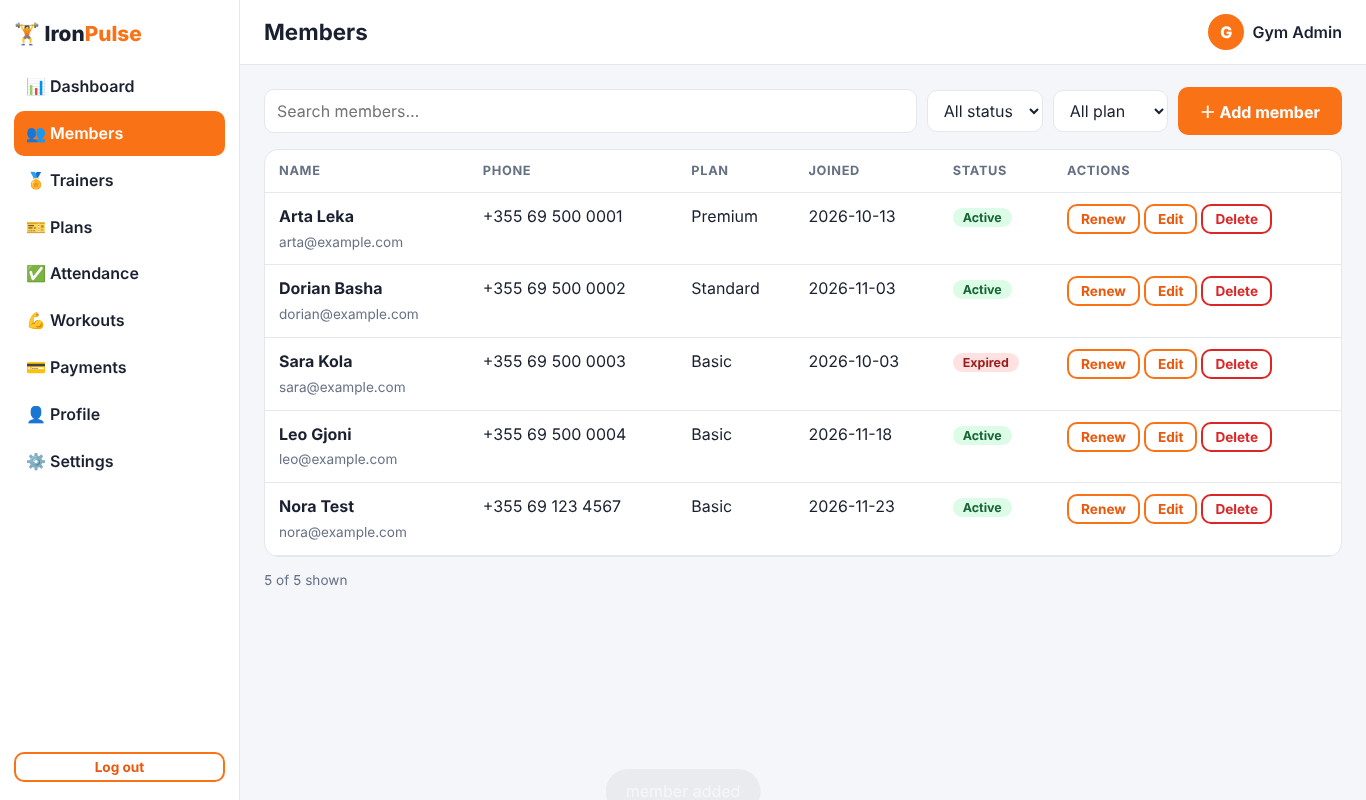 IronPulse
Dashboard
Members
Trainers
Plans
Attendance
Workouts
Payments
Profile
Settings
Log out
Members
G Gym Admin
Search members...
All status
All plan
+ Add member
NAME PHONE PLAN JOINED STATUS ACTIONS
Arta Leka +355 69 500 0001 Premium 2026-10-13 Active Renew Edit Delete
arta@example.com
Dorian Basha +355 69 500 0002 Standard 2026-11-03 Active Renew Edit Delete
dorian@example.com
Sara Kola +355 69 500 0003 Basic 2026-10-03 Expired Renew Edit Delete
sara@example.com
Leo Gjoni +355 69 500 0004 Basic 2026-11-18 Active Renew Edit Delete
leo@example.com
Nora Test +355 69 123 4567 Basic 2026-11-23 Active Renew Edit Delete
nora@example.com
5 of 5 shown
member added